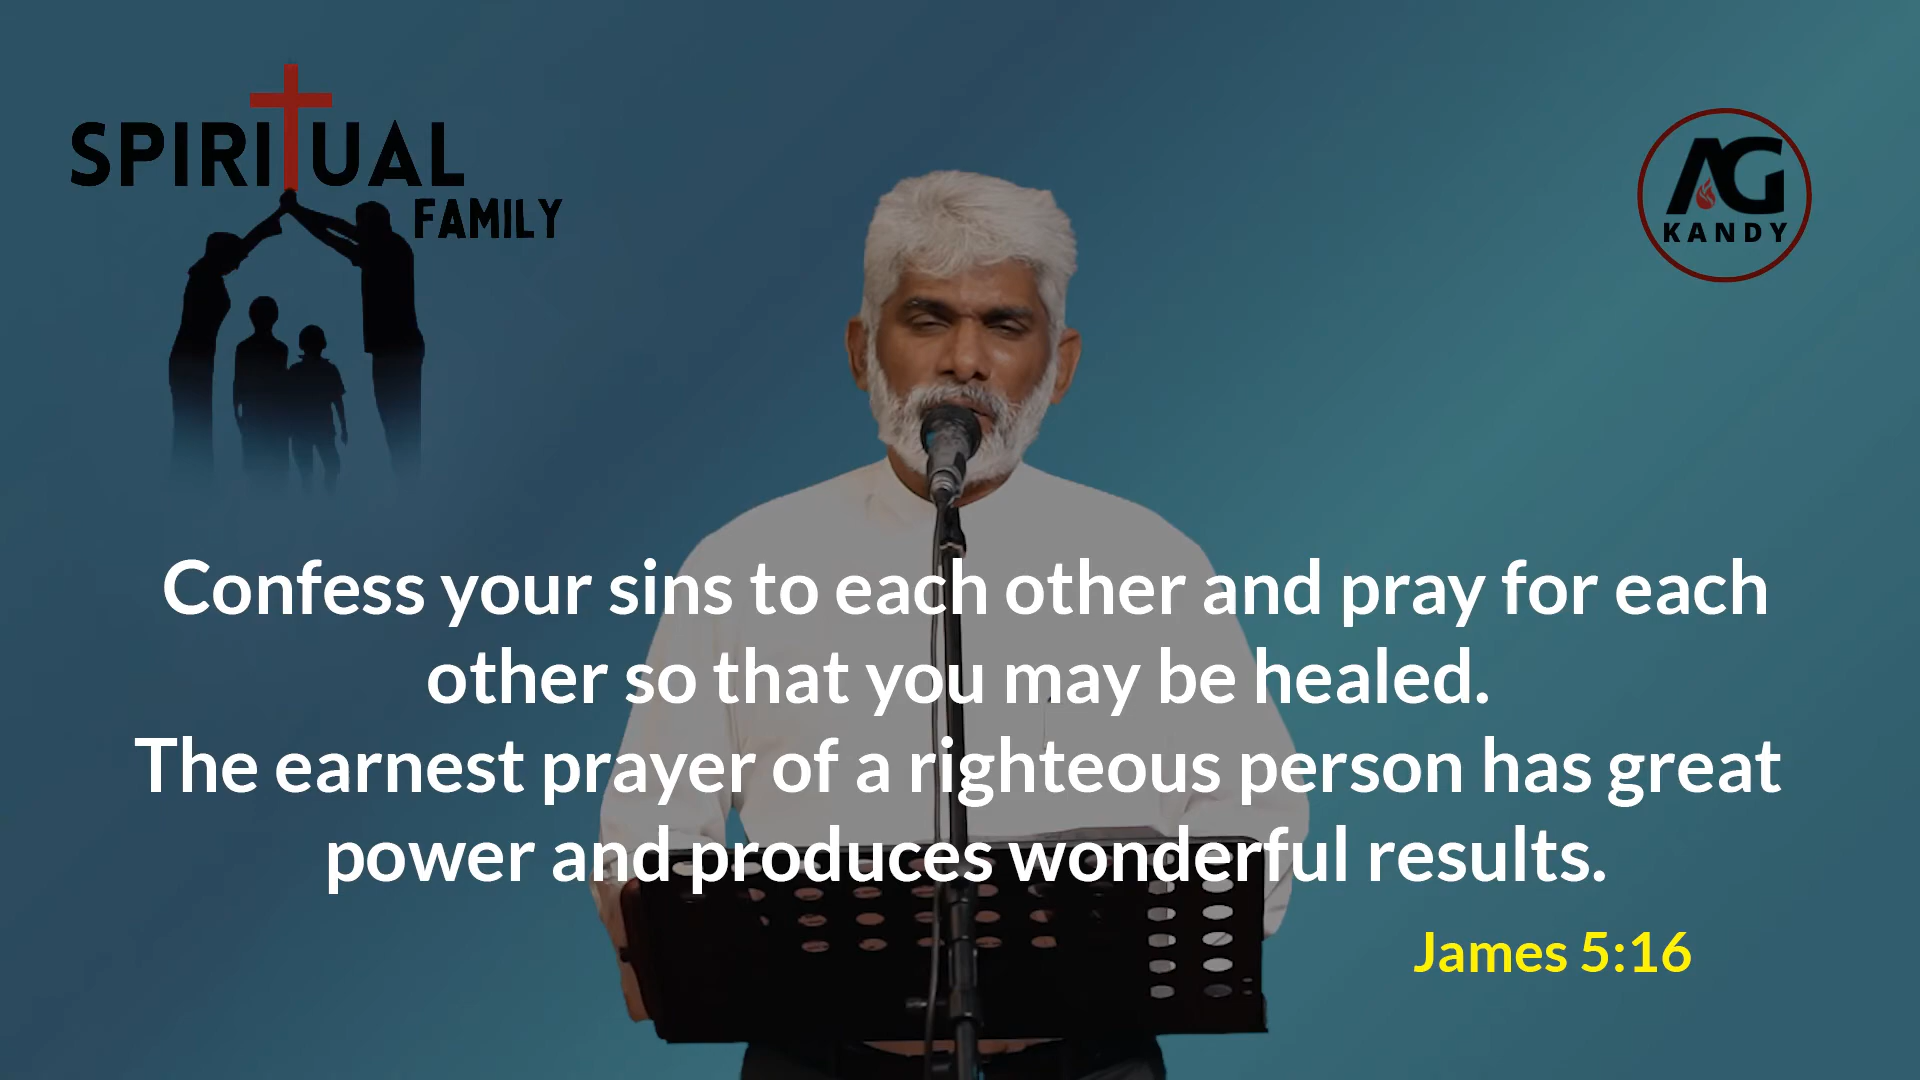 SPIRITUAL
FAMILY
AG
KANDY
Confess your sins to each other and pray for each
other so that you may be healed.
The earnest prayer of a righteous person has great
power and produces wonderful results.
James 5:16